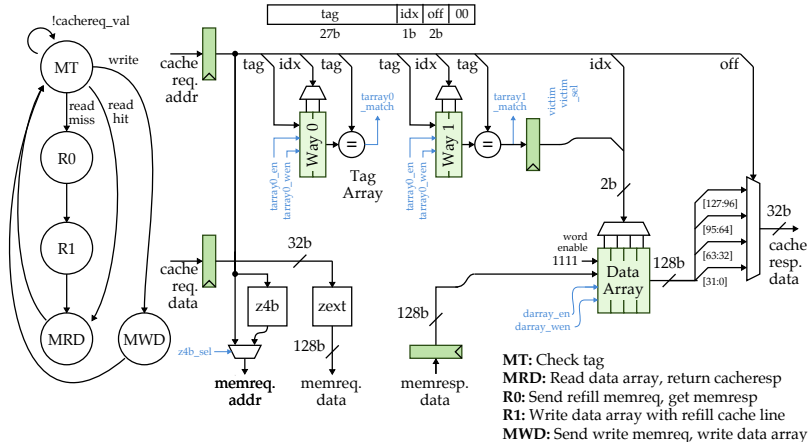 !cachereq_val
MT
write
read
miss
read
hit
R0
R1
MRD
MWD
tag
idx
off
00
27b
1b
2b
cache
req.
addr
tag
idx
tag
tag
idx
tag
idx
off
tarray0
_match
tarray1
_match
victim
victim
_sel
Way 0
=
Way 1
=
tarray0_en
tarray0_wen
tarray0_en
tarray0_wen
Tag
Array
2b
word
enable
1111
Data
Array
128b
[127:96]
[95:64]
[63:32]
[31:0]
32b
cache
resp.
data
darray_en
darray_wen
cache
req.
data
32b
z4b
zext
z4b_sel
128b
128b
memreq.
addr
memreq.
data
memresp.
data
MT: Check tag
MRD: Read data array, return cacheresp
R0: Send refill memreq, get memresp
R1: Write data array with refill cache line
MWD: Send write memreq, write data array